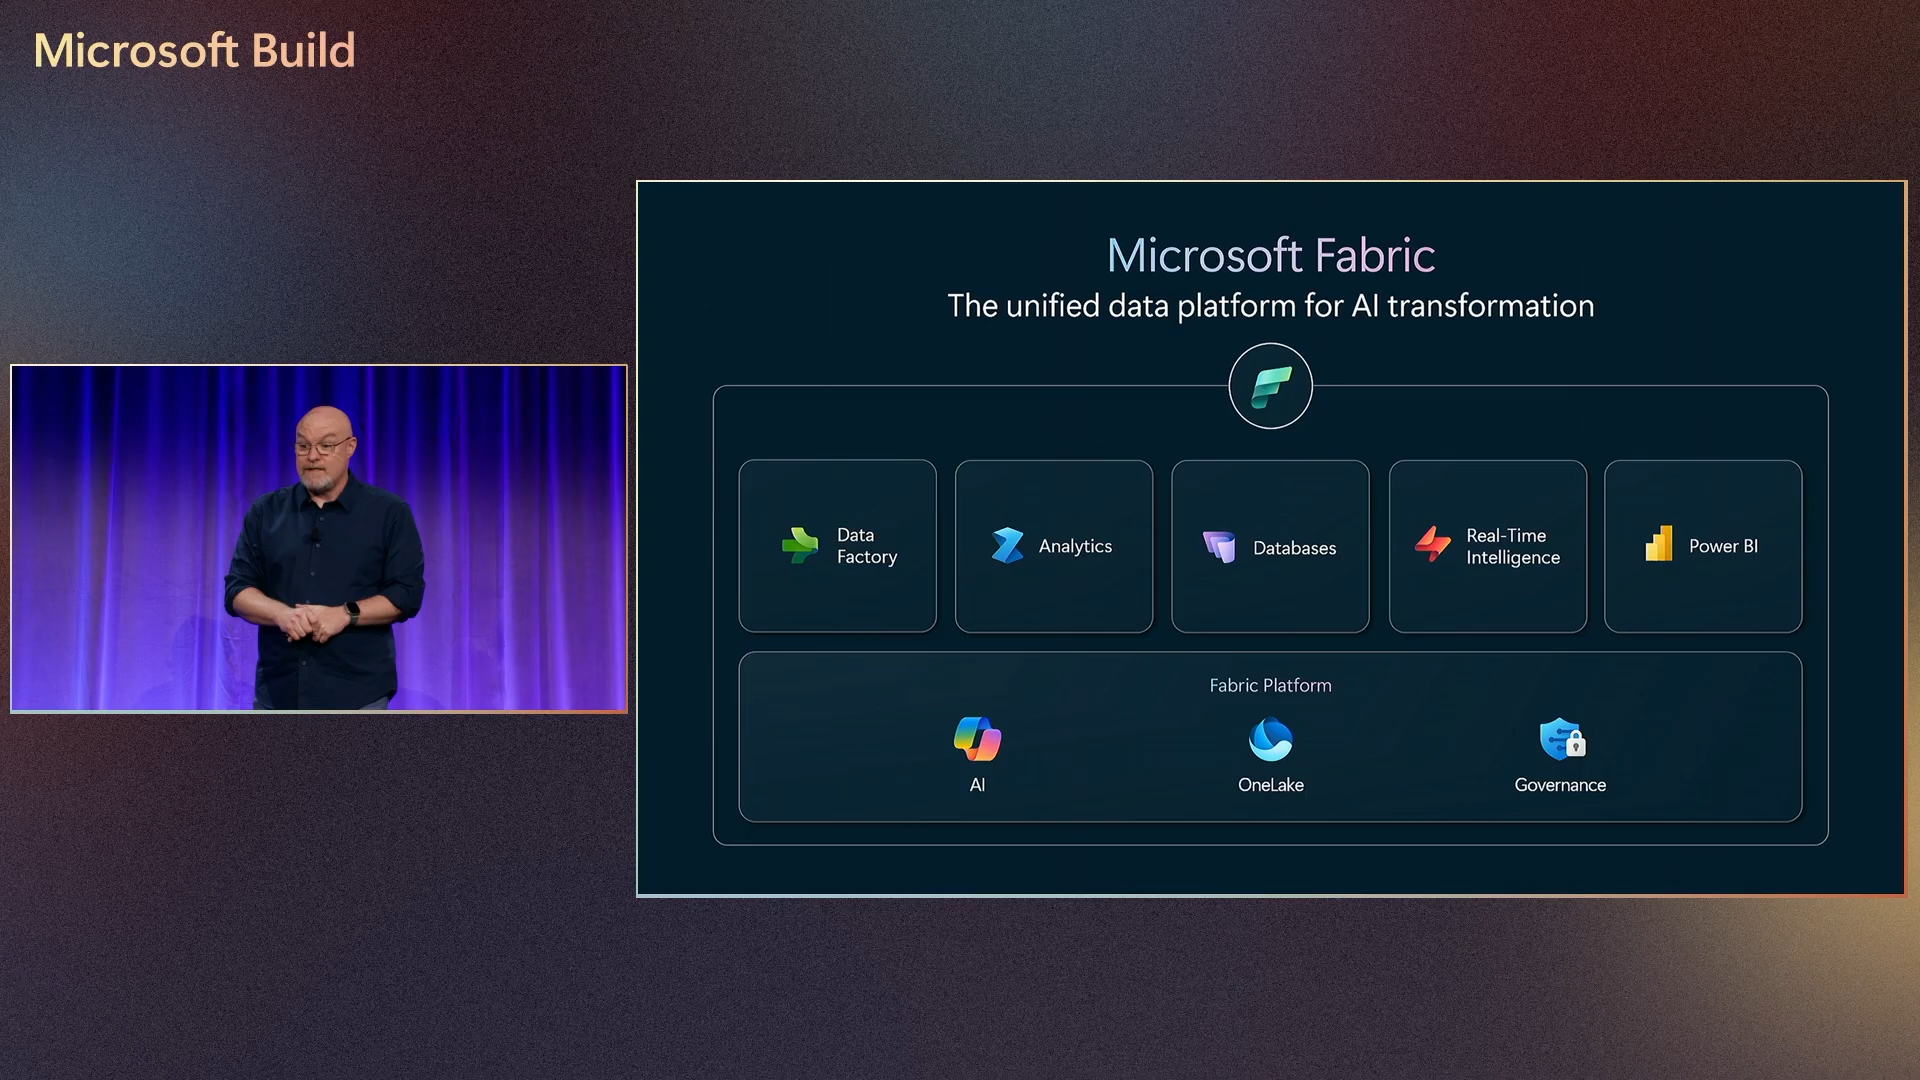 Microsoft Build
Microsoft Fabric
The unified data platform for AI transformation
Data
Factory
Analytics
Databases
Real-Time
Intelligence
Power BI
Fabric Platform
AI
OneLake
Governance